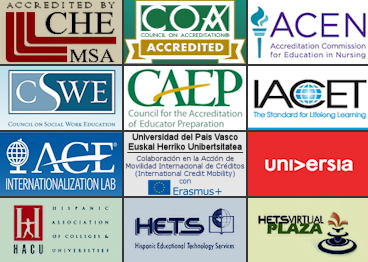 ACCREDITED BY
CHE
MSA
COA
COUNCIL ON ACCREDITATION
ACCREDITED
ACEN
Accreditation Commission
for Education in Nursing
CSWE
COUNCIL ON SOCIAL WORK EDUCATION
CAEP
Council for the Accreditation
of Educator Preparation
IACET
The Standard for Lifelong Learning
ACE
INTERNATIONALIZATION LAB
Universidad del País Vasco
Euskal Herriko Unibertsitatea
Colaboración en la Acción de
Movilidad Internacional de Créditos
(International Credit Mobility)
con
Erasmus+
universia
HISPANIC
ASSOCIATION
OF COLLEGES &
UNIVERSITIES
HACU
HETS
Hispanic Educational Technology Services
HETS VIRTUAL
PLAZA